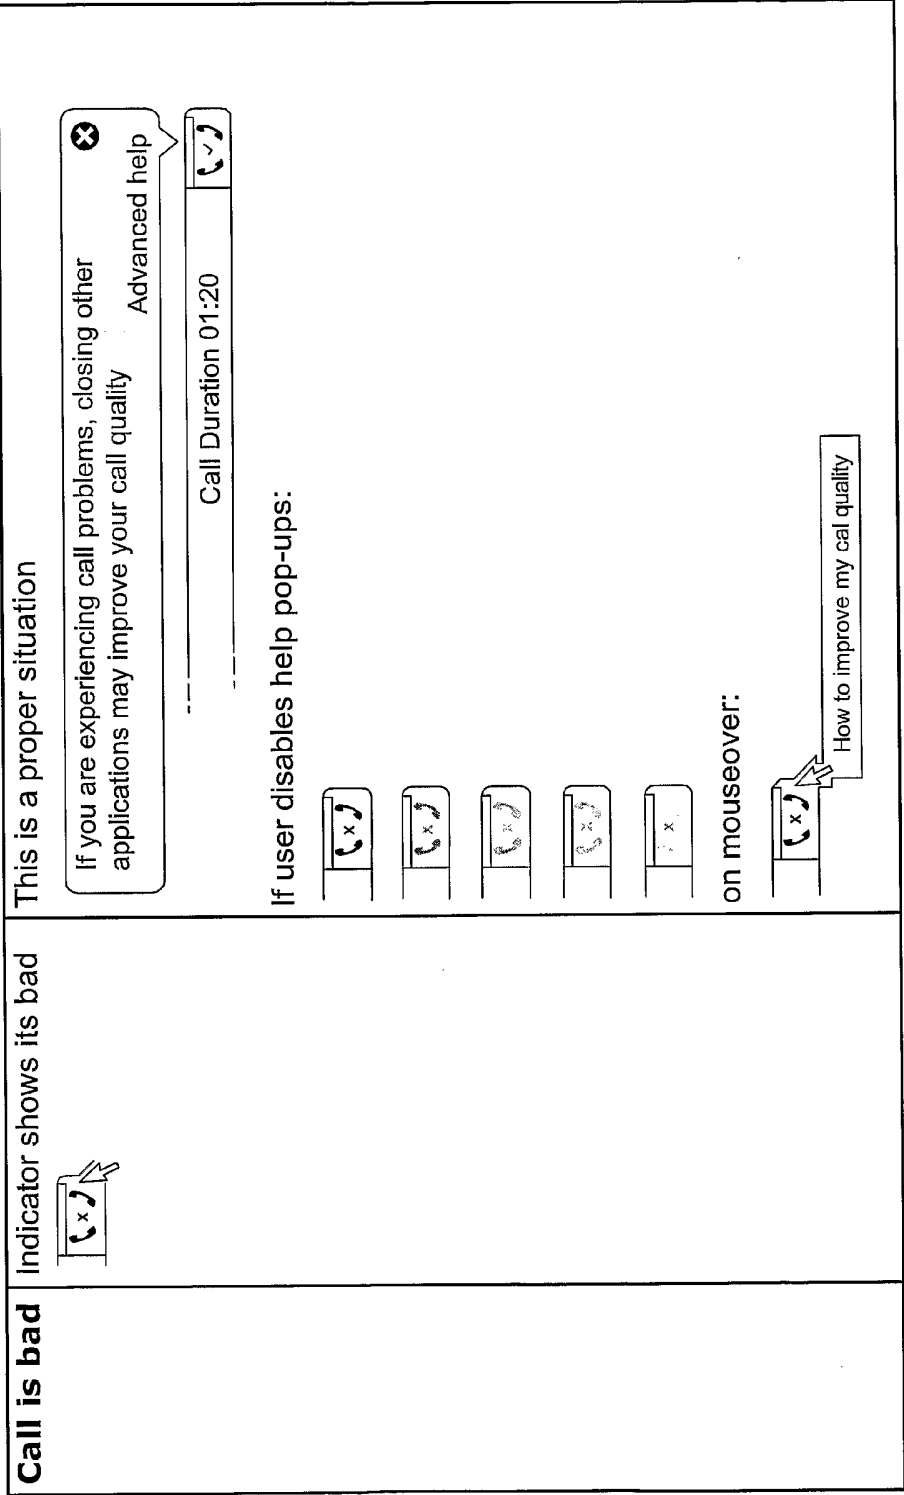 Call is bad
Indicator shows its bad
This is a proper situation
If you are experiencing call problems, closing other
applications may improve your call quality
Advanced help
Call Duration 01:20
If user disables help pop-ups:
on mouseover:
How to improve my cal quality